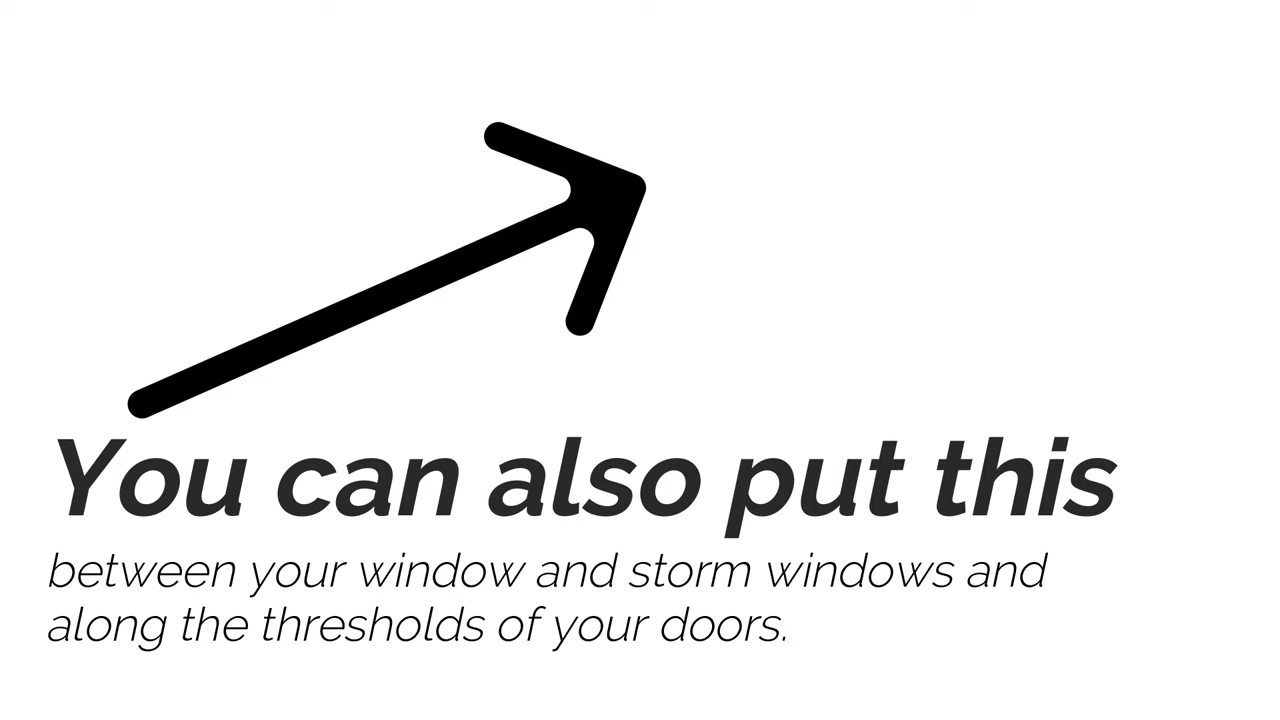 You can also put this
between your window and storm windows and
along the thresholds of your doors.